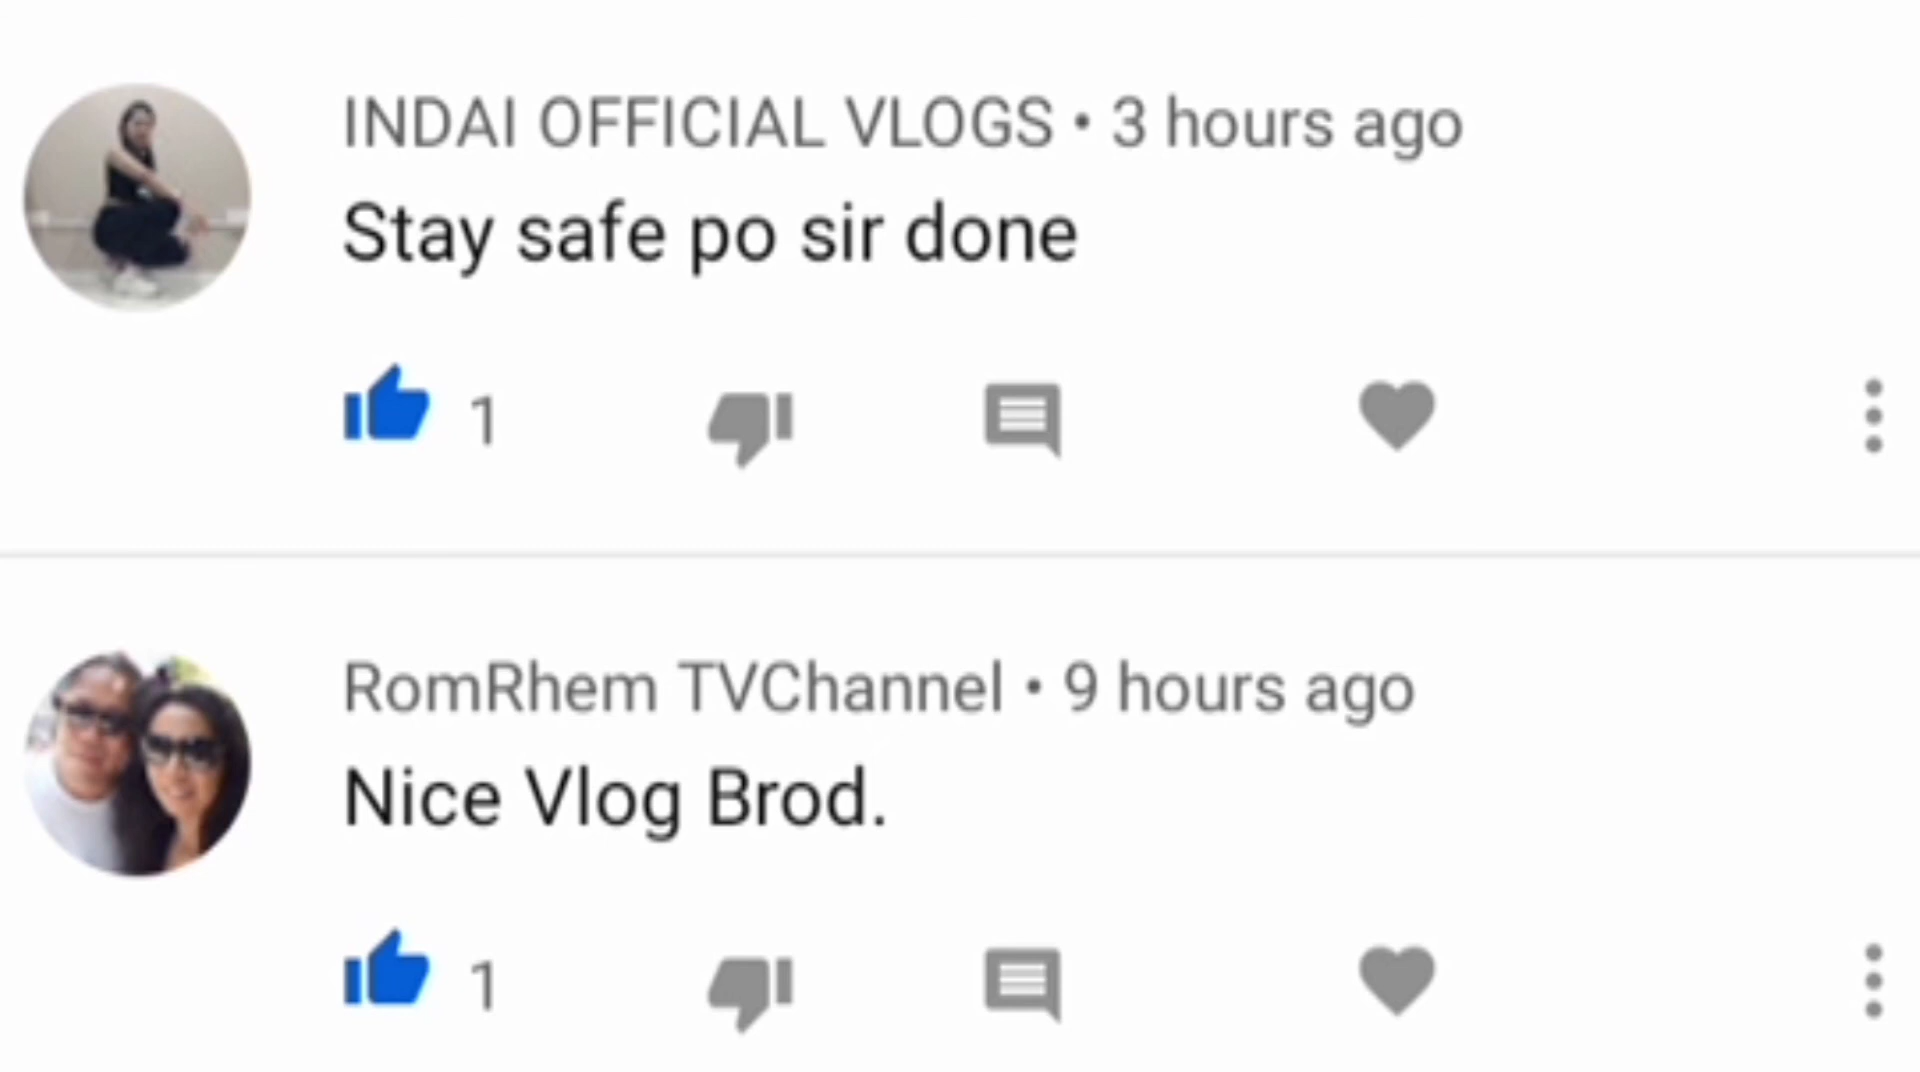 INDAI OFFICIAL VLOGS • 3 hours ago
Stay safe po sir done
1
RomRhem TVChannel • 9 hours ago
Nice Vlog Brod.
1